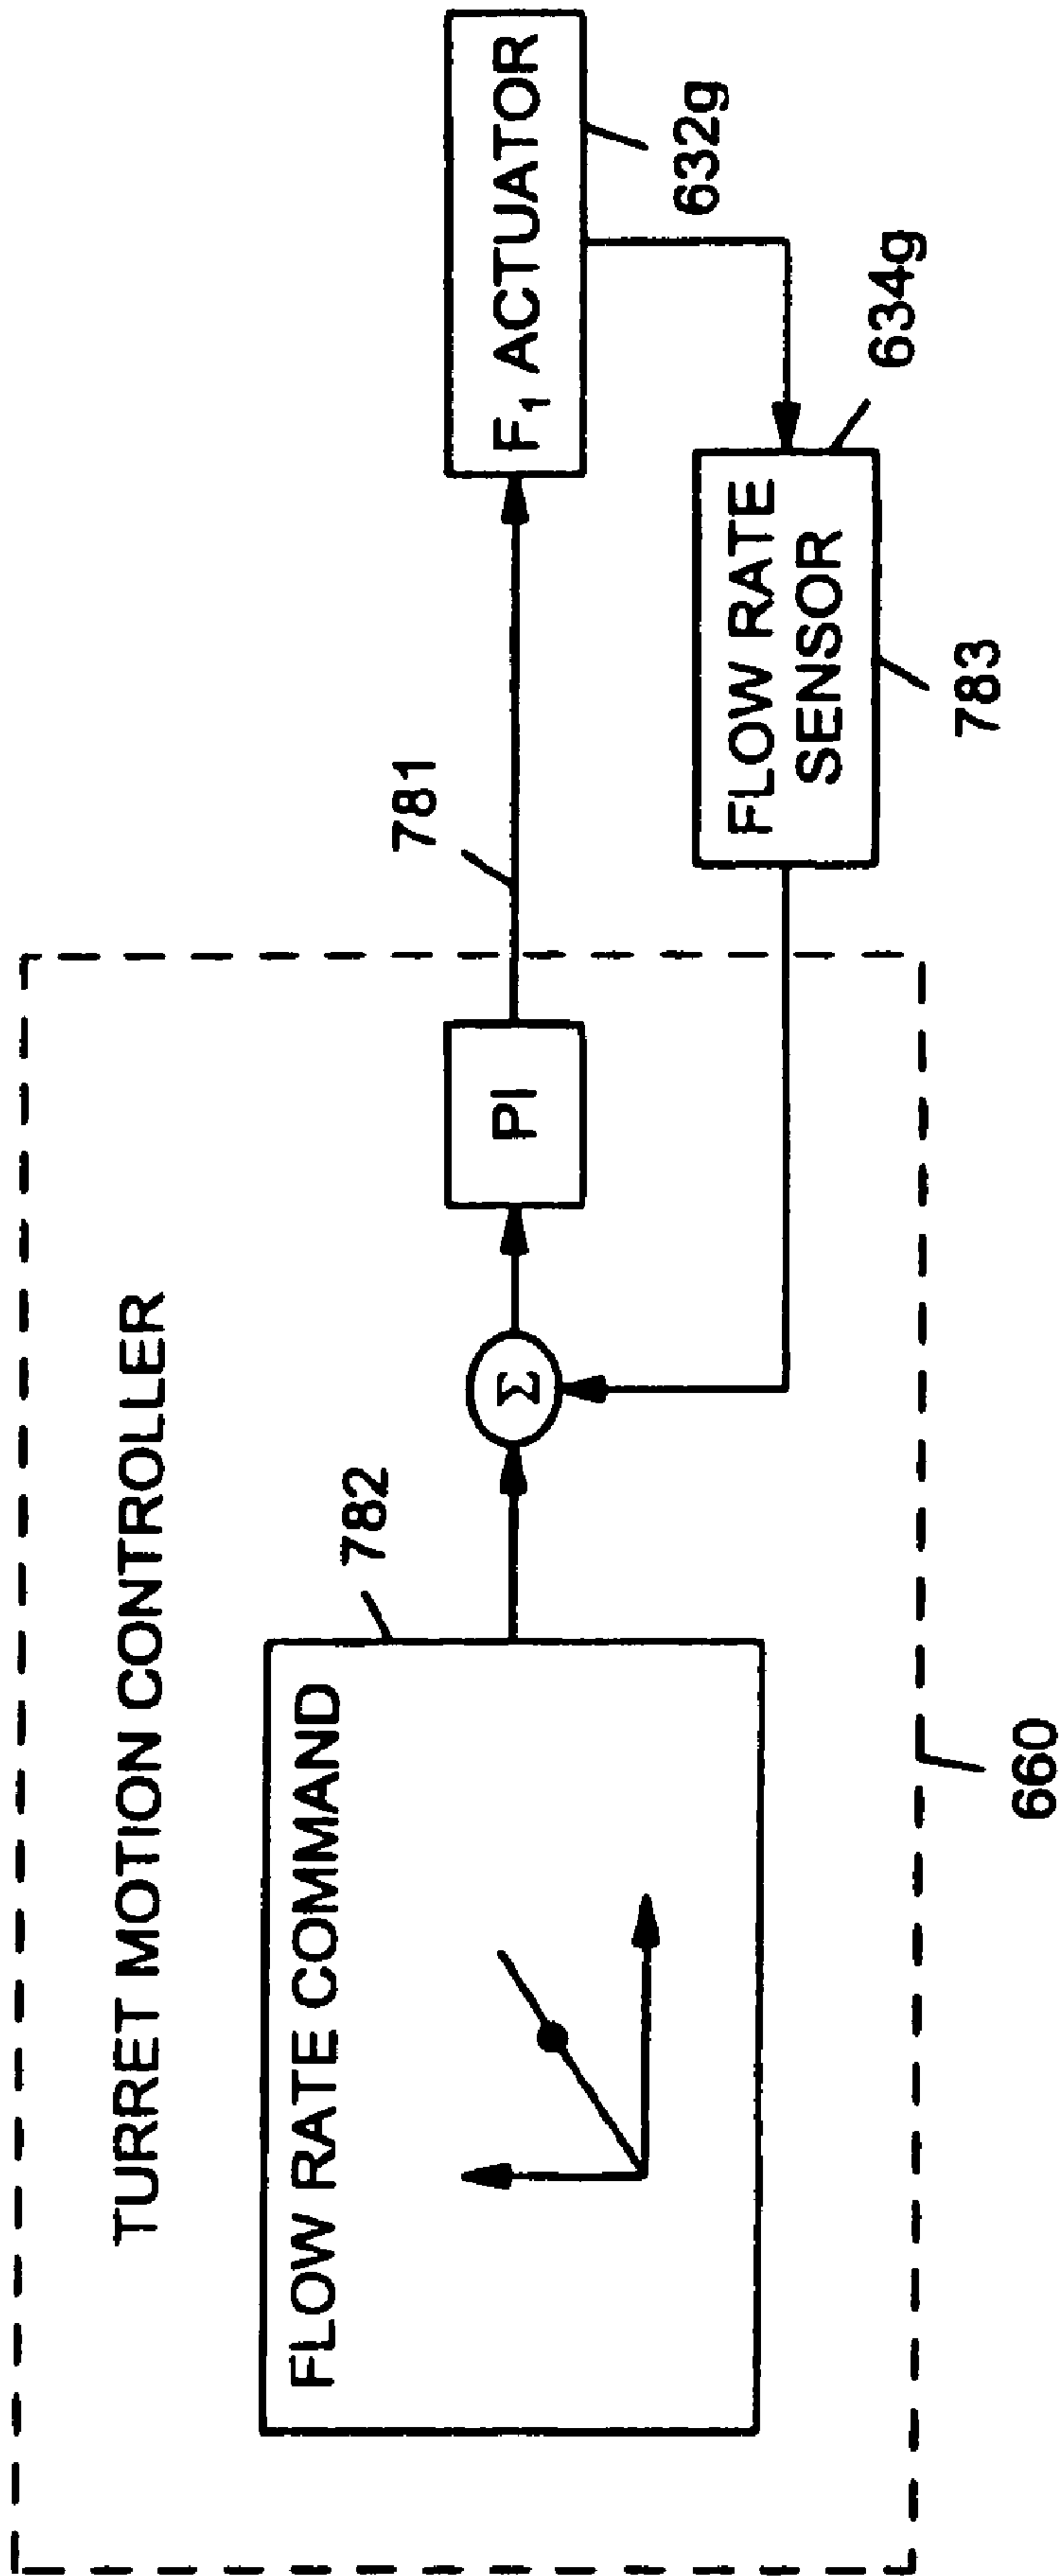 TURRET MOTION CONTROLLER
FLOW RATE COMMAND
782
Σ
PI
781
F₁ ACTUATOR
632g
634g
FLOW RATE
SENSOR
783
660